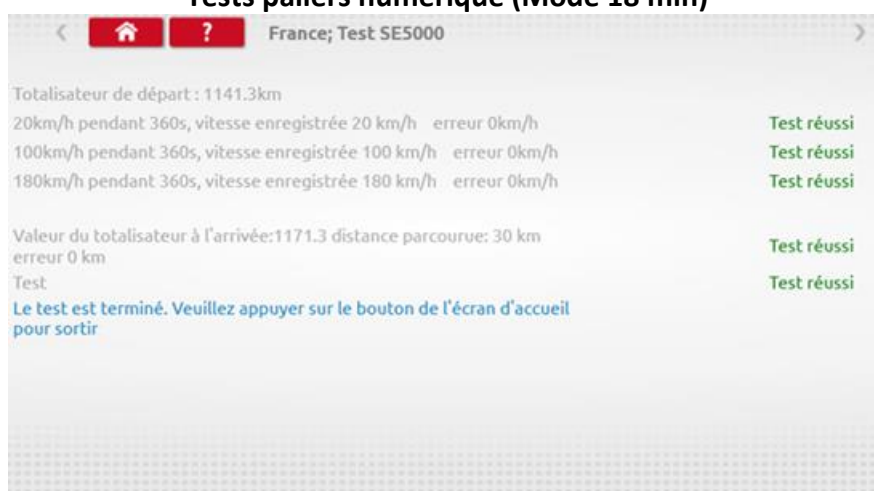 Tests paliers numérique (Mode 18 min)
? France; Test SE5000
Totalisateur de départ : 1141.3km
20km/h pendant 360s, vitesse enregistrée 20 km/h erreur 0km/h Test réussi
100km/h pendant 360s, vitesse enregistrée 100 km/h erreur 0km/h Test réussi
180km/h pendant 360s, vitesse enregistrée 180 km/h erreur 0km/h Test réussi
Valeur du totalisateur à l'arrivée:1171.3 distance parcourue: 30 km
erreur 0 km Test réussi
Test Test réussi
Le test est terminé. Veuillez appuyer sur le bouton de l'écran d'accueil
pour sortir